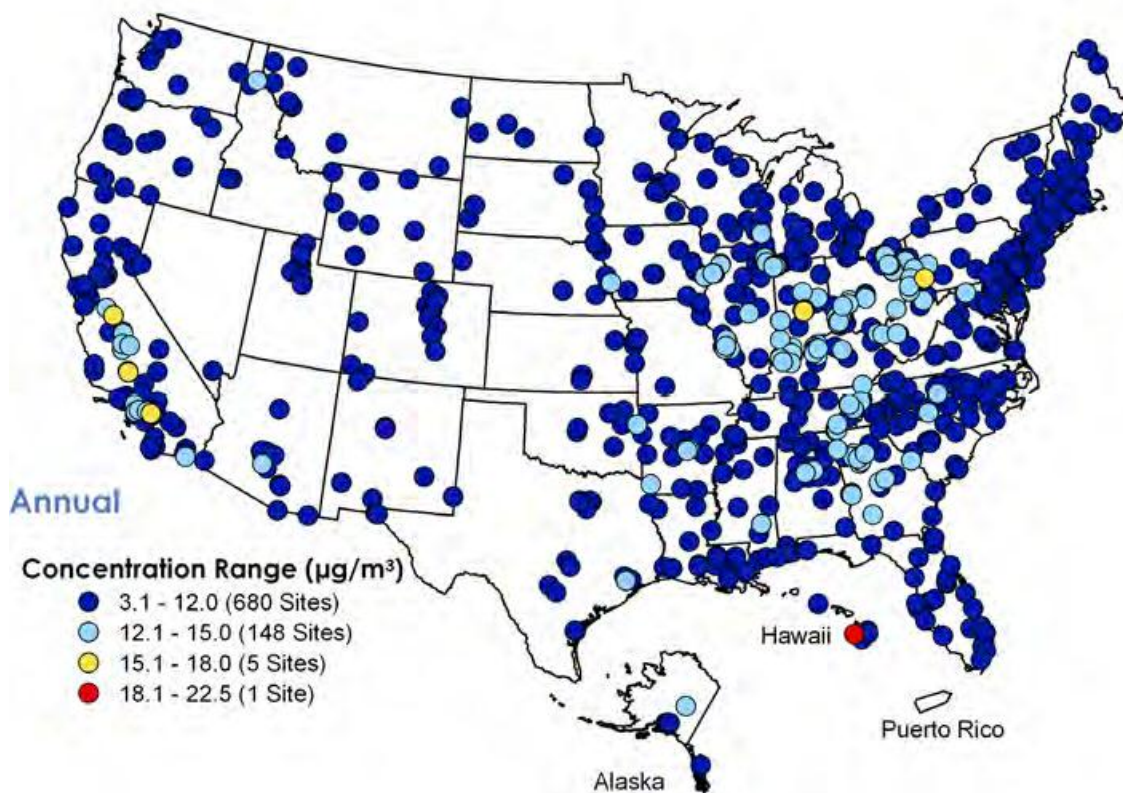 Annual
Concentration Range (µg/m³)
3.1 - 12.0 (680 Sites)
12.1 - 15.0 (148 Sites)
15.1 - 18.0 (5 Sites)
18.1 - 22.5 (1 Site)
Hawaii
Puerto Rico
Alaska